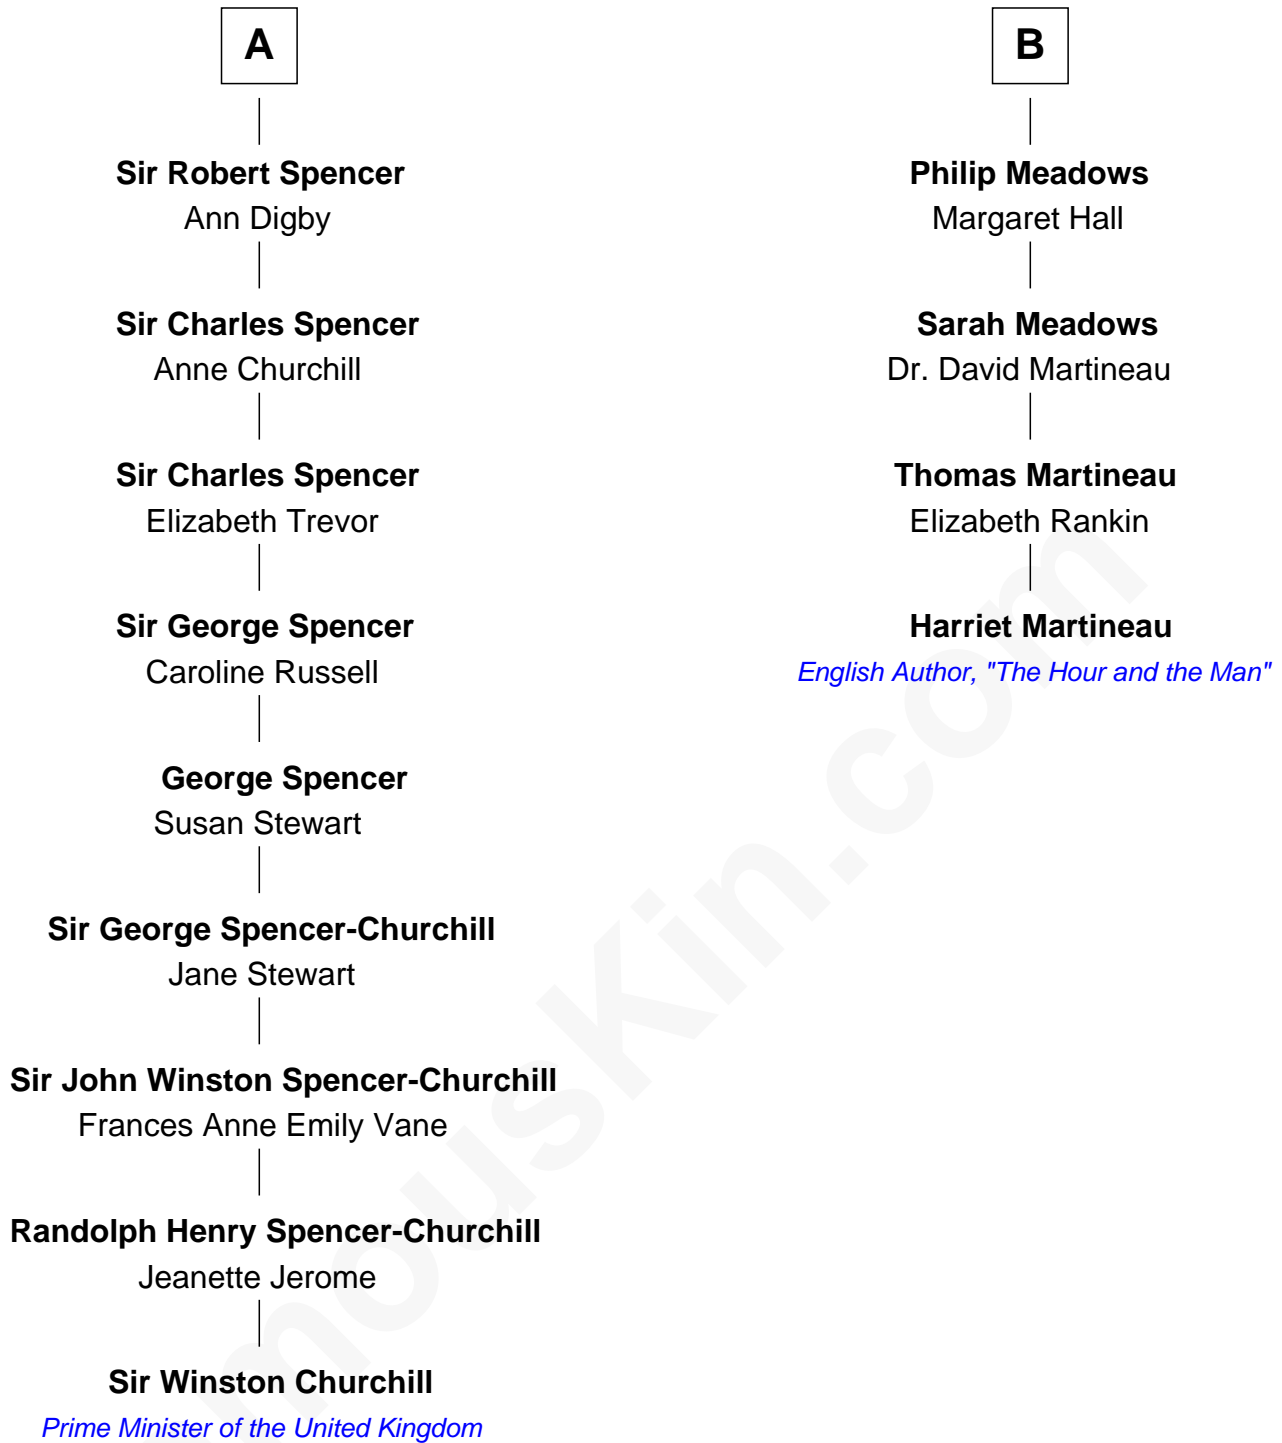 A
Sir Robert Spencer
Ann Digby
Sir Charles Spencer
Anne Churchill
Sir Charles Spencer
Elizabeth Trevor
Sir George Spencer
Caroline Russell
George Spencer
Susan Stewart
Sir George Spencer-Churchill
Jane Stewart
Sir John Winston Spencer-Churchill
Frances Anne Emily Vane
Randolph Henry Spencer-Churchill
Jeanette Jerome
Sir Winston Churchill
Prime Minister of the United Kingdom
B
Philip Meadows
Margaret Hall
Sarah Meadows
Dr. David Martineau
Thomas Martineau
Elizabeth Rankin
Harriet Martineau
English Author, "The Hour and the Man"
mousKin.com